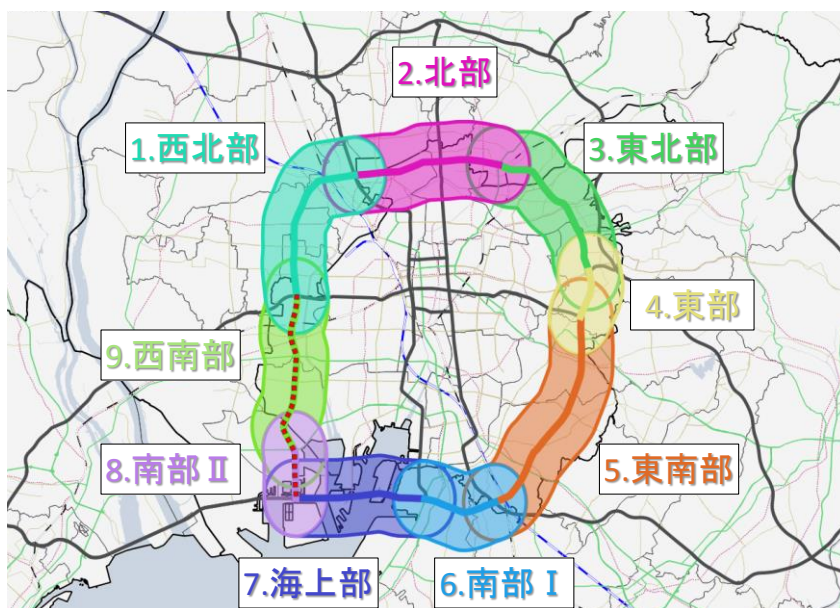 2.北部
1.西北部
3.東北部
4.東部
9.西南部
8.南部Ⅱ
5.東南部
7.海上部
6.南部Ⅰ